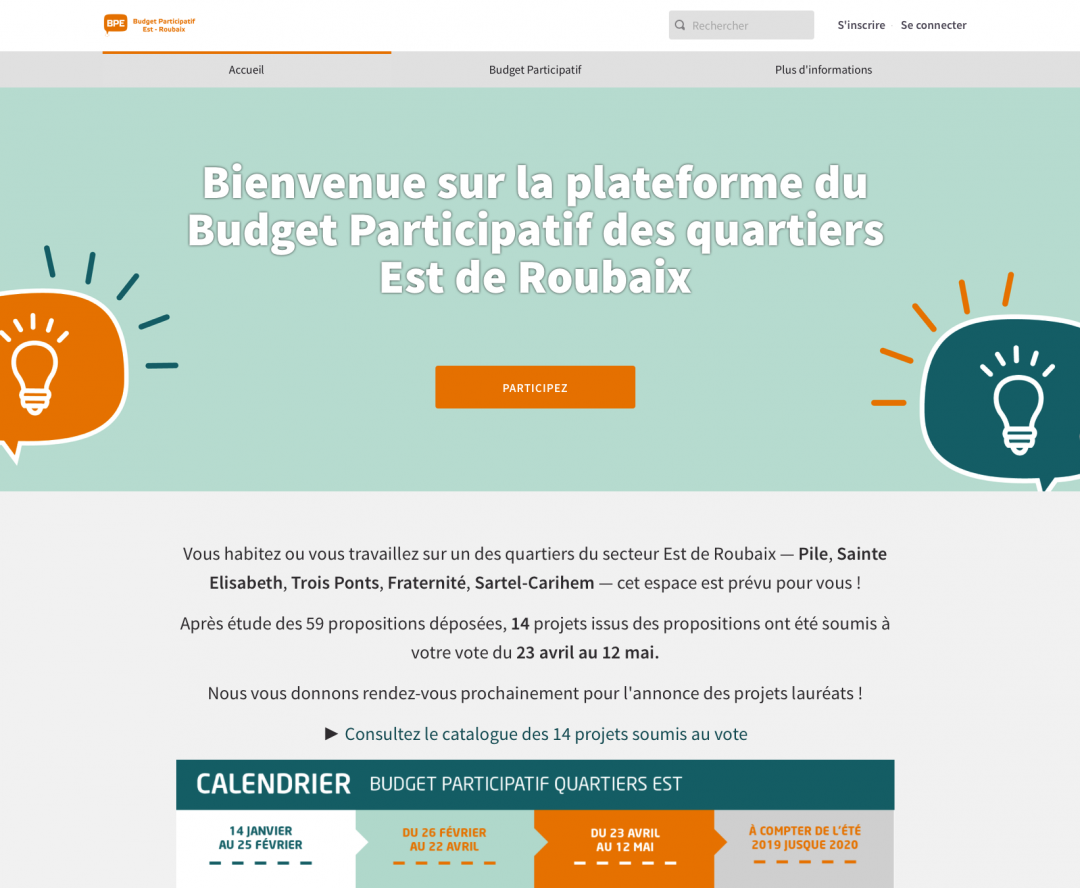 BPE Budget Participatif
Est - Roubaix
Rechercher
S'inscrire
Se connecter
Accueil
Budget Participatif
Plus d'informations
Bienvenue sur la plateforme du
Budget Participatif des quartiers
Est de Roubaix
PARTICIPEZ
Vous habitez ou vous travaillez sur un des quartiers du secteur Est de Roubaix — Pile, Sainte
Elisabeth, Trois Ponts, Fraternité, Sartel-Carihem — cet espace est prévu pour vous !
Après étude des 59 propositions déposées, 14 projets issus des propositions ont été soumis à
votre vote du 23 avril au 12 mai.
Nous vous donnons rendez-vous prochainement pour l'annonce des projets lauréats !
► Consultez le catalogue des 14 projets soumis au vote
CALENDRIER BUDGET PARTICIPATIF QUARTIERS EST
14 JANVIER
AU 25 FÉVRIER
DU 26 FÉVRIER
AU 22 AVRIL
DU 23 AVRIL
AU 12 MAI
À COMPTER DE L'ÉTÉ
2019 JUSQUE 2020